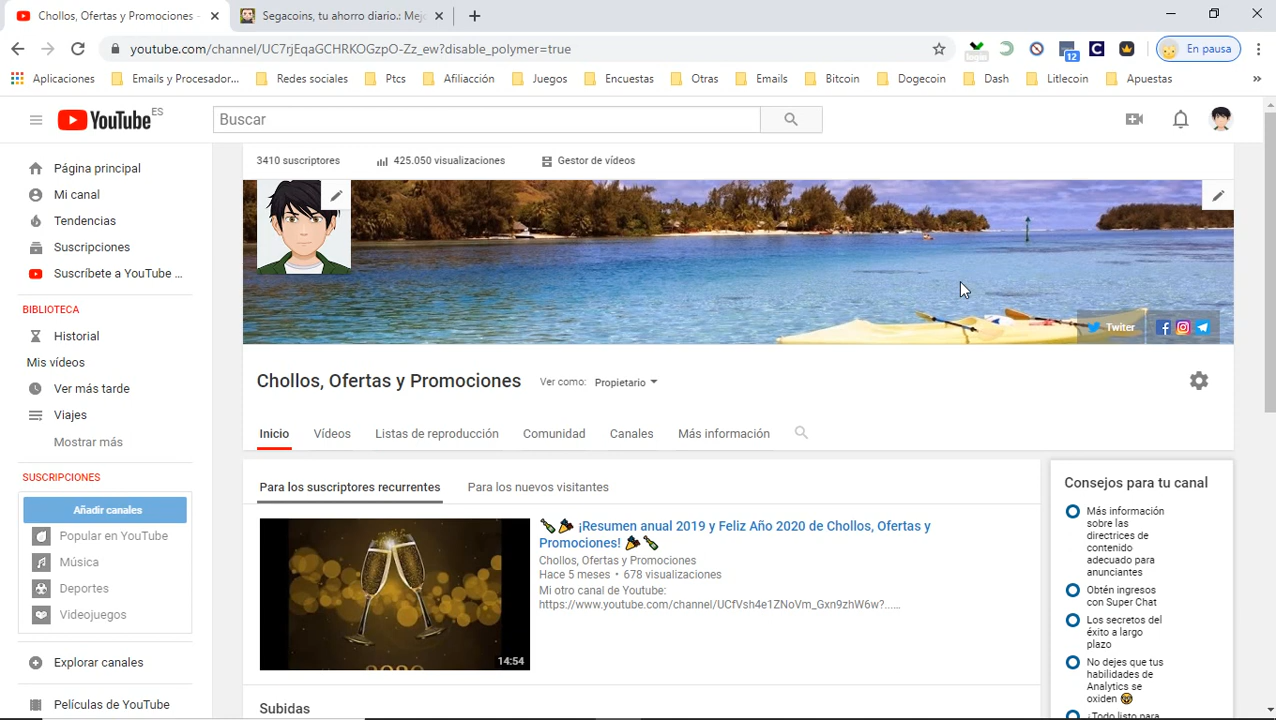 Chollos, Ofertas y Promociones -
Segacoins, tu ahorro diario.: Mejo
youtube.com/channel/UC7rjEqaGCHRKOGzpO-Zz_ew?disable_polymer=true
12
En pausa
Aplicaciones
Emails y Procesador...
Redes sociales
Ptcs
Afiliacción
Juegos
Encuestas
Otras
Emails
Bitcoin
Dogecoin
Dash
Litlecoin
Apuestas
»
YouTube ES
Buscar
Página principal
Mi canal
Tendencias
Suscripciones
Suscríbete a YouTube ...
BIBLIOTECA
Historial
Mis vídeos
Ver más tarde
Viajes
Mostrar más
SUSCRIPCIONES
Añadir canales
Popular en YouTube
Música
Deportes
Videojuegos
Explorar canales
Películas de YouTube
3410 suscriptores
425.050 visualizaciones
Gestor de vídeos
Twiter
Chollos, Ofertas y Promociones
Ver como: Propietario
Inicio
Vídeos
Listas de reproducción
Comunidad
Canales
Más información
Para los suscriptores recurrentes
Para los nuevos visitantes
14:54
🍾 🎉 ¡Resumen anual 2019 y Feliz Año 2020 de Chollos, Ofertas y
Promociones! 🎉 🍾
Chollos, Ofertas y Promociones
Hace 5 meses • 678 visualizaciones
Mi otro canal de Youtube:
https://www.youtube.com/channel/UCfVsh4e1ZNoVm_Gxn9zhW6w?......
Subidas
Consejos para tu canal
Más información
sobre las
directrices de
contenido
adecuado para
anunciantes
Obtén ingresos
con Super Chat
Los secretos del
éxito a largo
plazo
No dejes que tus
habilidades de
Analytics se
oxiden
¿Todo listo para